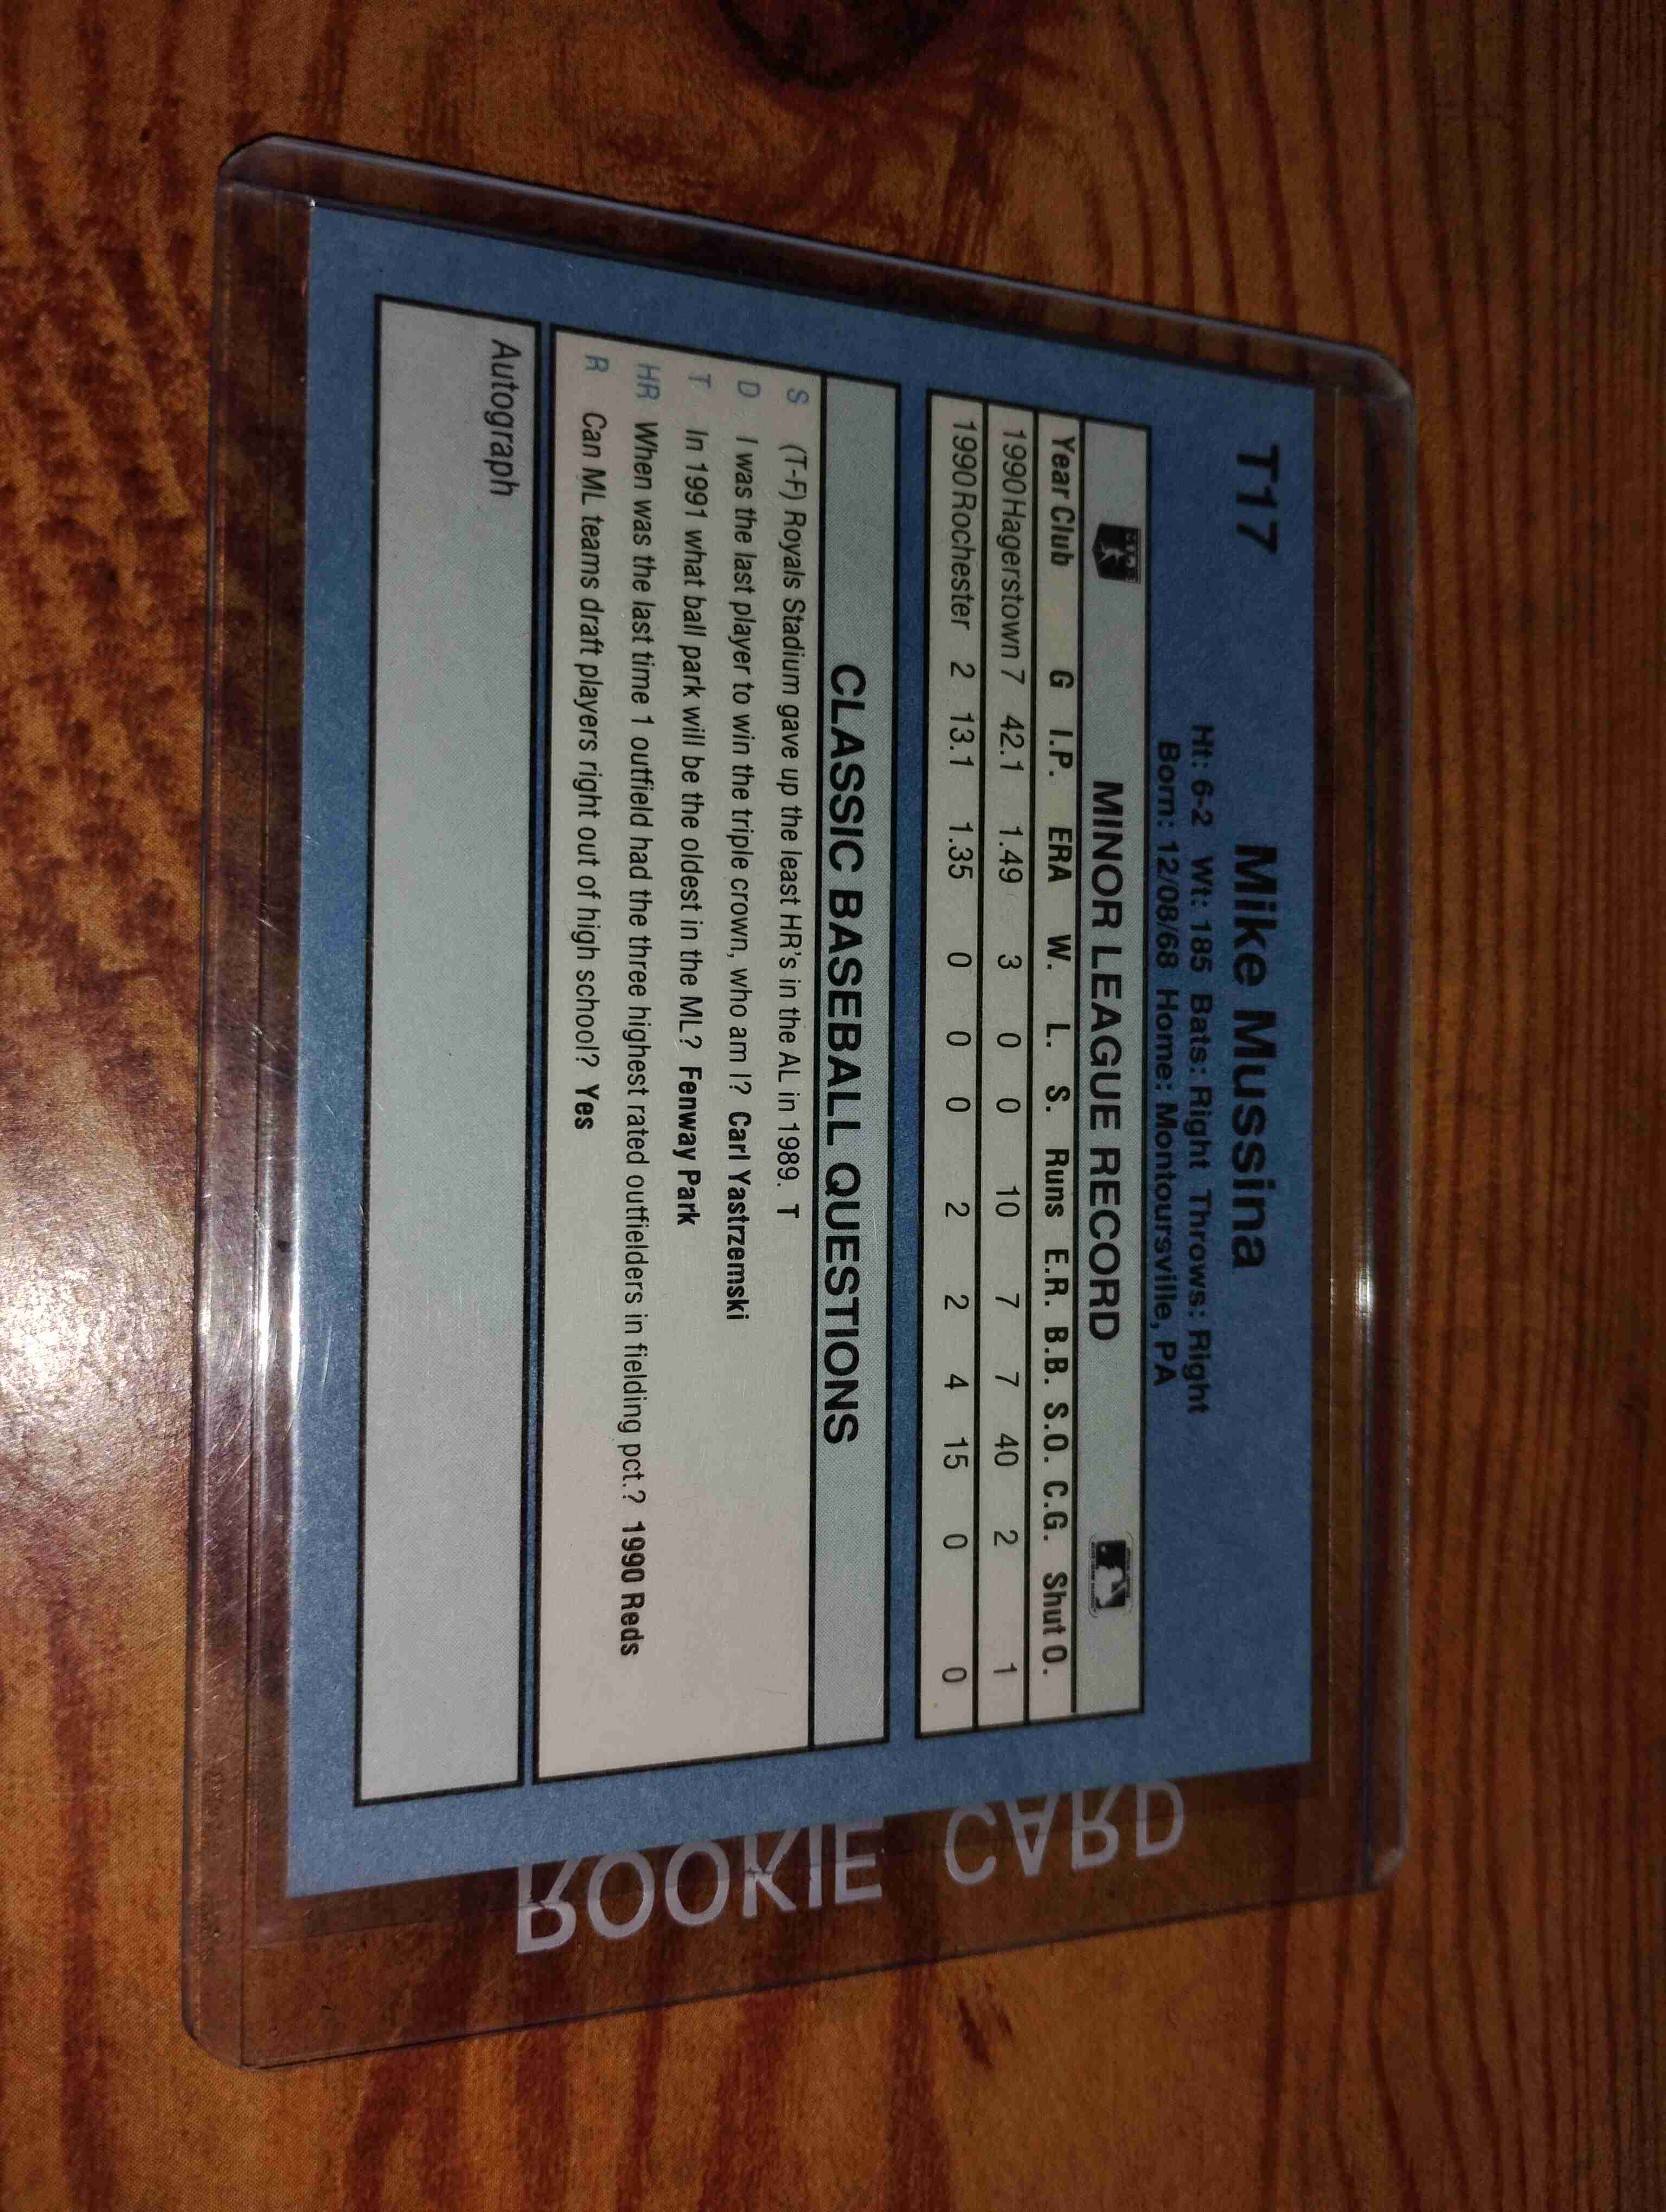 T17
Mike Mussina
Ht: 6-2 Wt: 185 Bats: Right Throws: Right
Born: 12/08/68 Home: Montoursville, PA
MINOR LEAGUE RECORD
Year Club G I.P. ERA W. L. S. Runs E.R. B.B. S.O. C.G. Shut O.
1990 Hagerstown 7 42.1 1.49 3 0 0 10 7 7 40 2 1
1990 Rochester 2 13.1 1.35 0 0 0 2 2 4 15 0 0
CLASSIC BASEBALL QUESTIONS
S (T-F) Royals Stadium gave up the least HR's in the AL in 1989. T
D I was the last player to win the triple crown, who am I? Carl Yastrzemski
T In 1991 what ball park will be the oldest in the ML? Fenway Park
HR When was the last time 1 outfield had the three highest rated outfielders in fielding pct.? 1990 Reds
R Can ML teams draft players right out of high school? Yes
Autograph
ROOKIE CARD